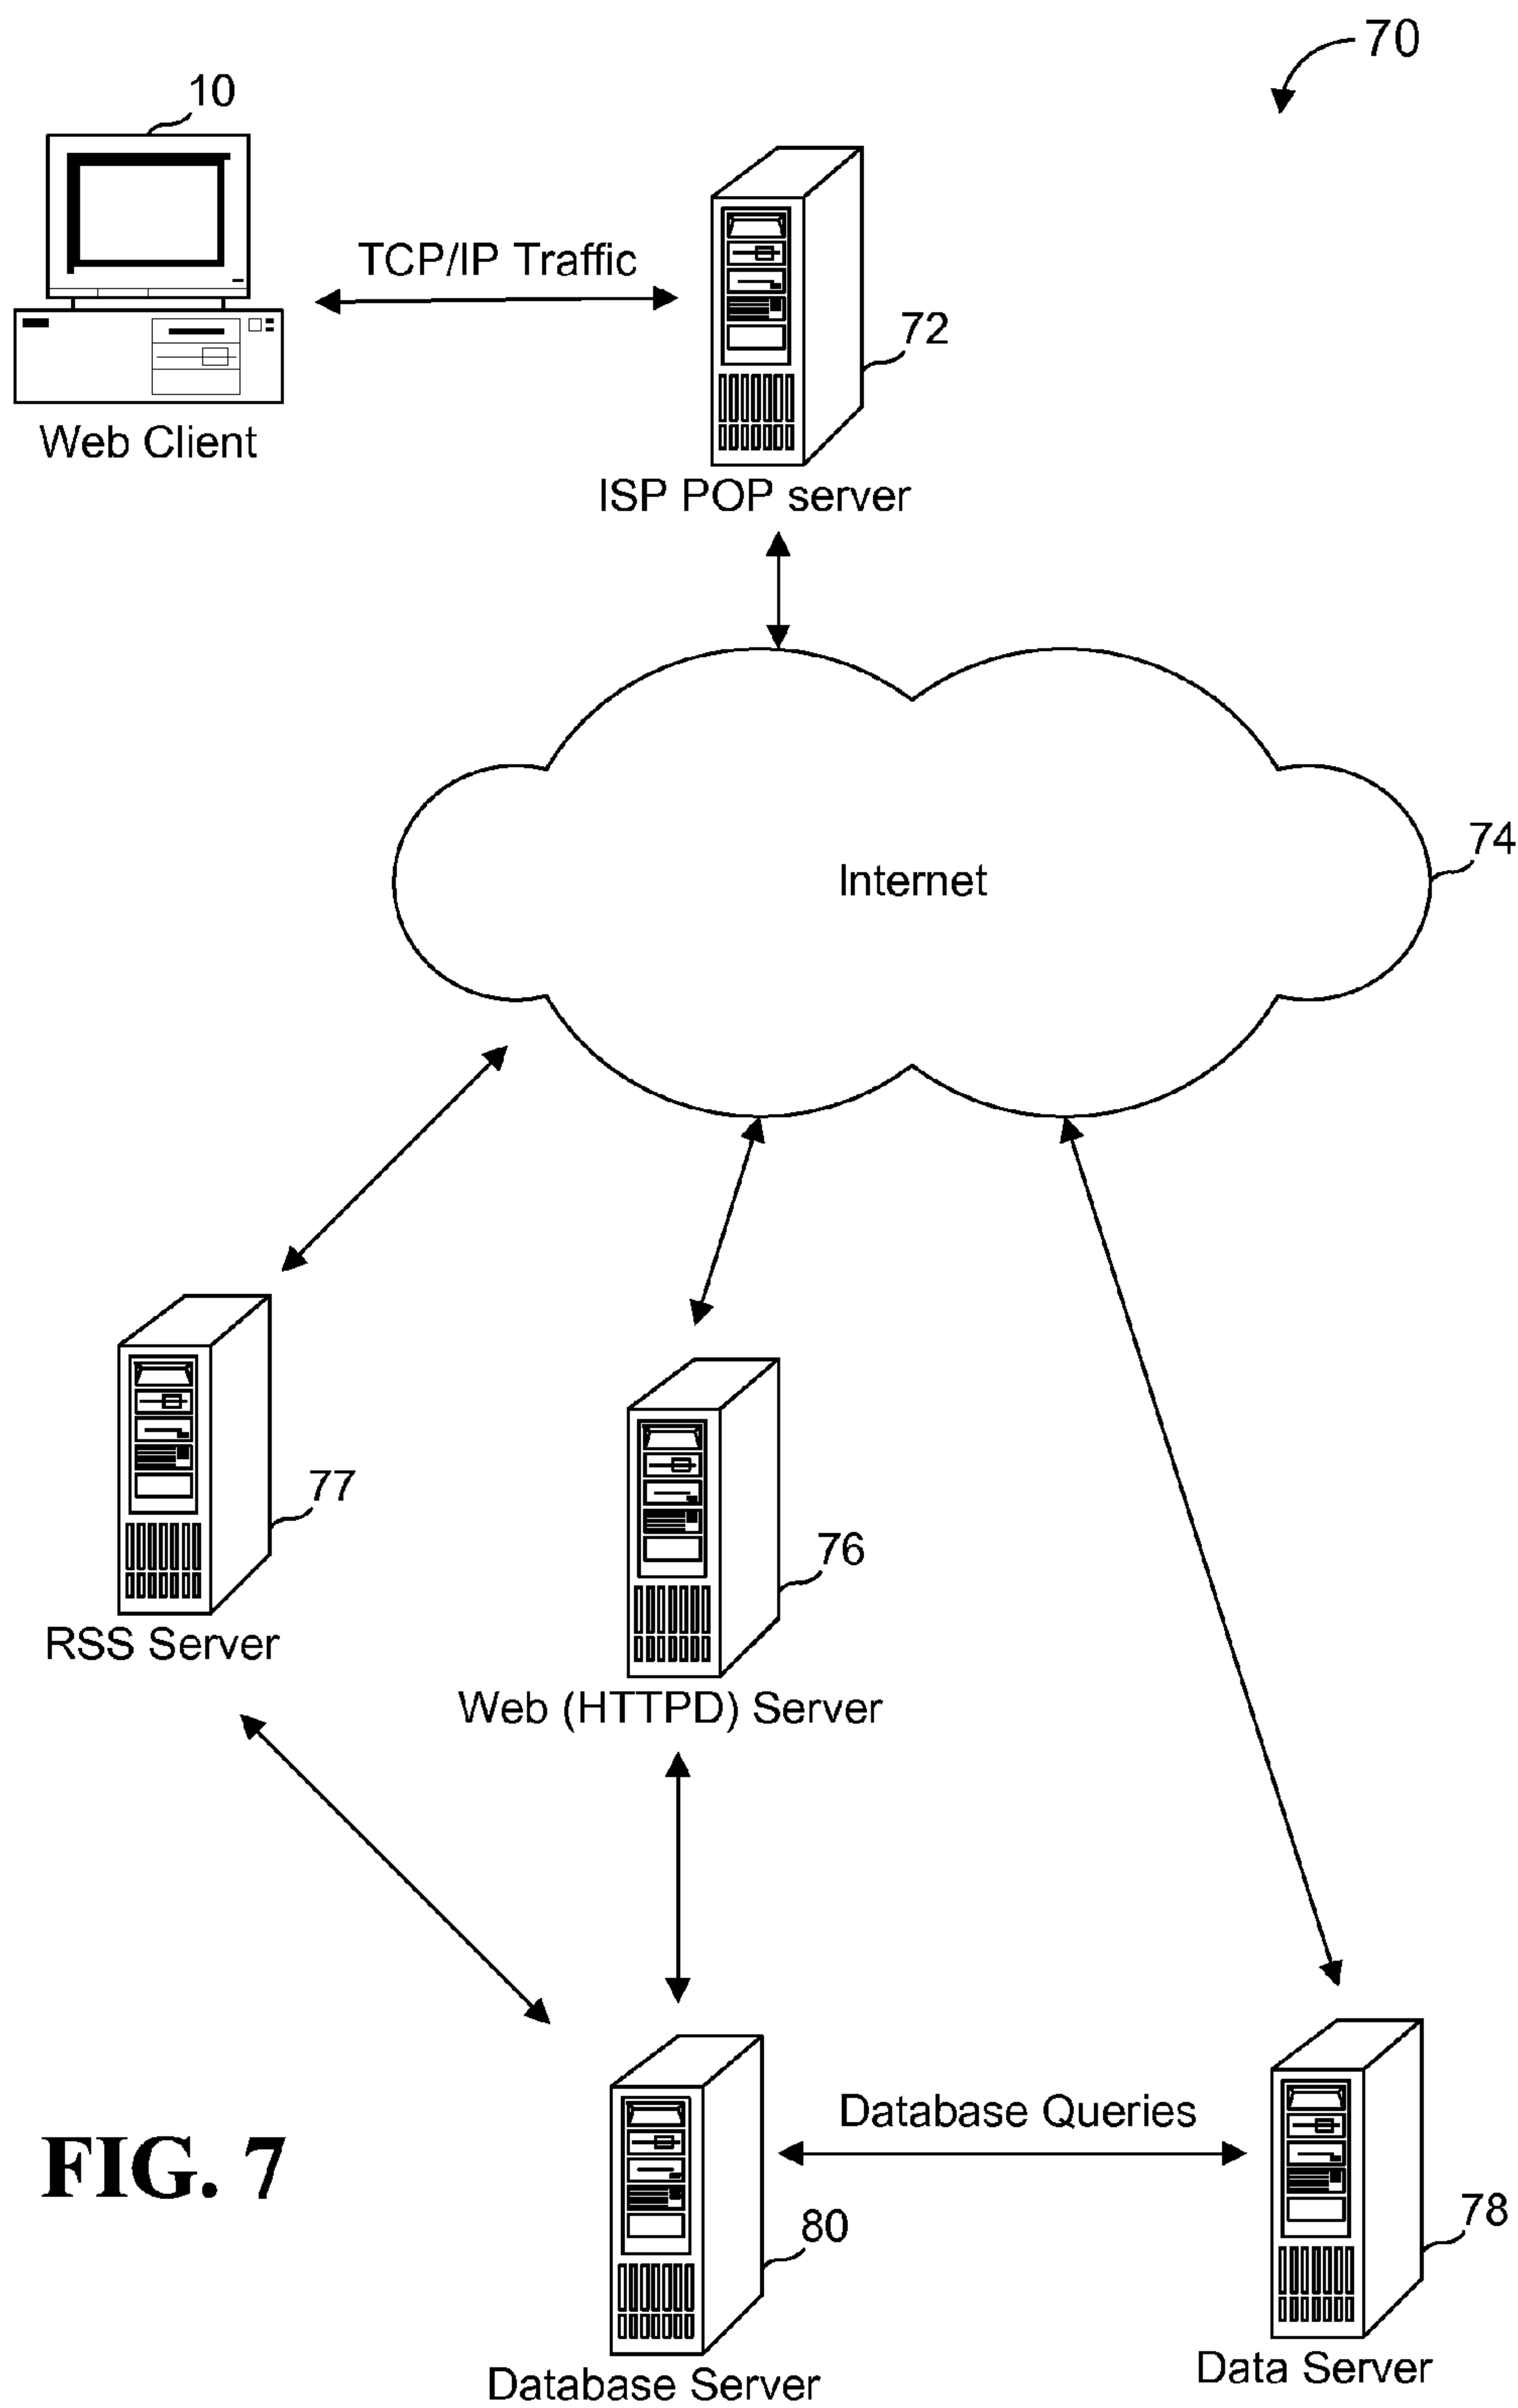 70
10
TCP/IP Traffic
72
Web Client
ISP POP server
74
Internet
77
76
RSS Server
Web (HTTPD) Server
Database Queries
FIG. 7
80
78
Database Server
Data Server